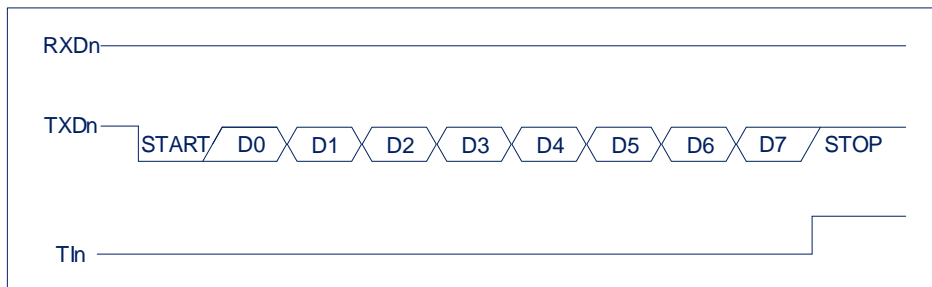 RXDn
TXDn
START D0 D1 D2 D3 D4 D5 D6 D7 STOP
TIn